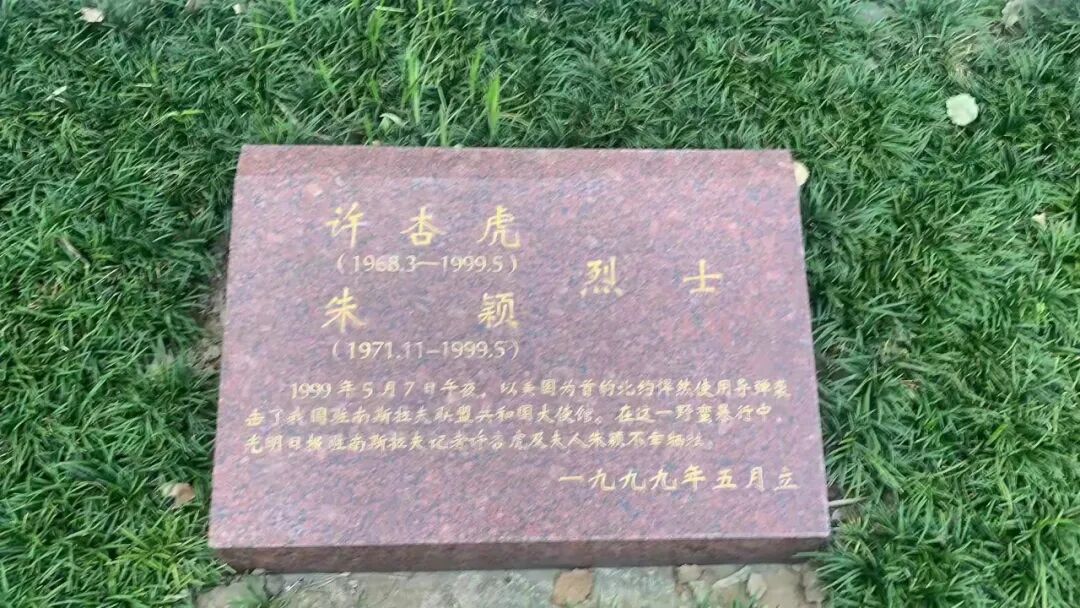 许杏虎
（1968.3—1999.5）
烈士
朱颖
（1971.11—1999.5）
1999年5月7日午夜，以美国为首的北约悍然使用导弹袭
击了我国驻南斯拉夫联盟共和国大使馆。在这一野蛮暴行中，
光明日报驻南斯拉夫记者许杏虎及夫人朱颖不幸牺牲。
一九九九年五月立